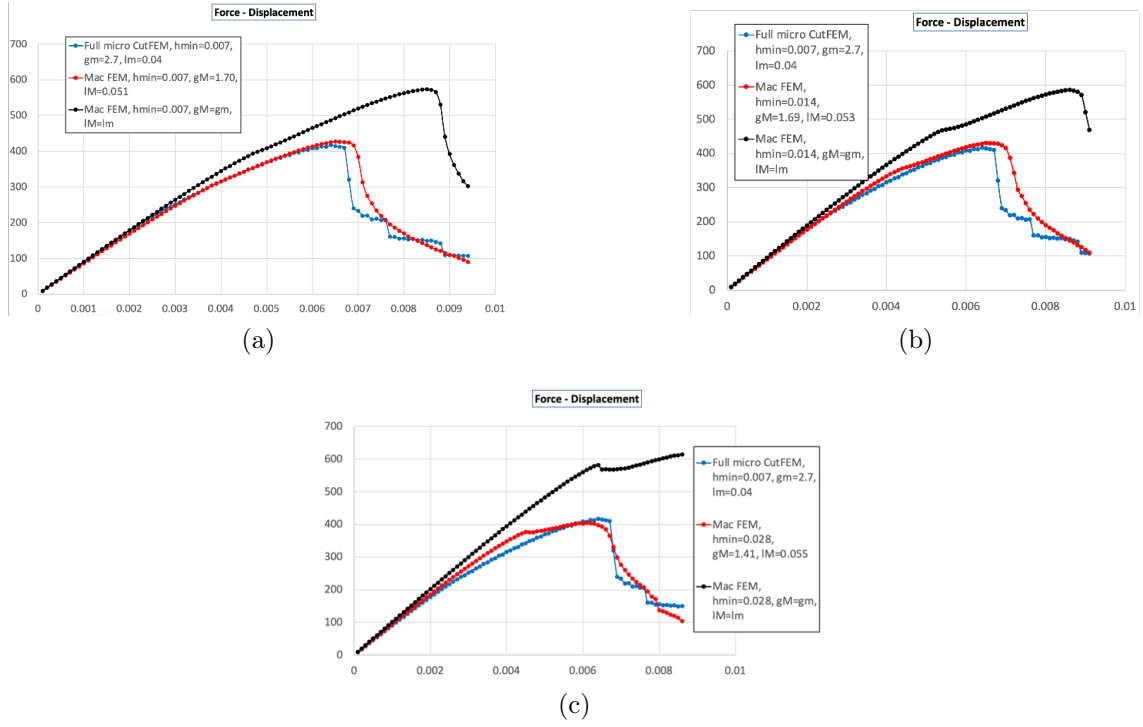 Force - Displacement
700
600
500
400
300
200
100
0
Full micro CutFEM, hmin=0.007,
gm=2.7, lm=0.04
Mac FEM, hmin=0.007, gM=1.70,
lM=0.051
Mac FEM, hmin=0.007, gM=gm,
lM=lm
0 0.001 0.002 0.003 0.004 0.005 0.006 0.007 0.008 0.009 0.01
(a)
Force - Displacement
700
600
500
400
300
200
100
0
Full micro CutFEM,
hmin=0.007, gm=2.7,
lm=0.04
Mac FEM,
hmin=0.014,
gM=1.69, lM=0.053
Mac FEM,
hmin=0.014, gM=gm,
lM=lm
0 0.002 0.004 0.006 0.008 0.01
(b)
Force - Displacement
700
600
500
400
300
200
100
0
Full micro CutFEM,
hmin=0.007, gm=2.7,
lm=0.04
Mac FEM,
hmin=0.028,
gM=1.41, lM=0.055
Mac FEM,
hmin=0.028, gM=gm,
lM=lm
0 0.002 0.004 0.006 0.008 0.01
(c)